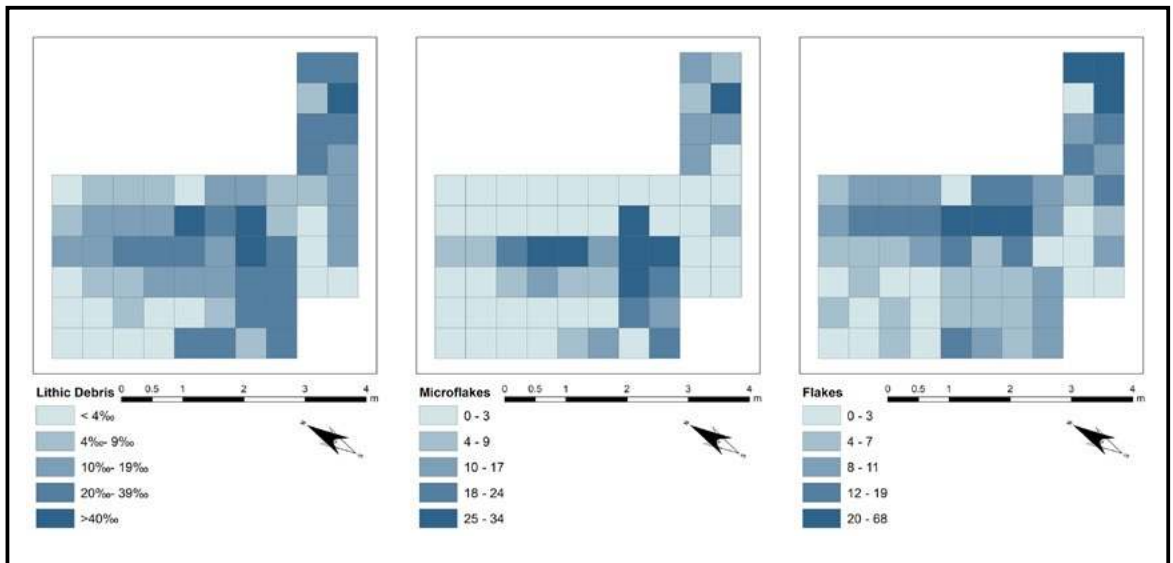 Lithic Debris 0 0.5 1 2 3 4
m
< 4‰
4‰- 9‰
10‰- 19‰
20‰- 39‰
>40‰
Microflakes 0 0.5 1 2 3 4
m
0 - 3
4 - 9
10 - 17
18 - 24
25 - 34
Flakes 0 0.5 1 2 3 4
m
0 - 3
4 - 7
8 - 11
12 - 19
20 - 68